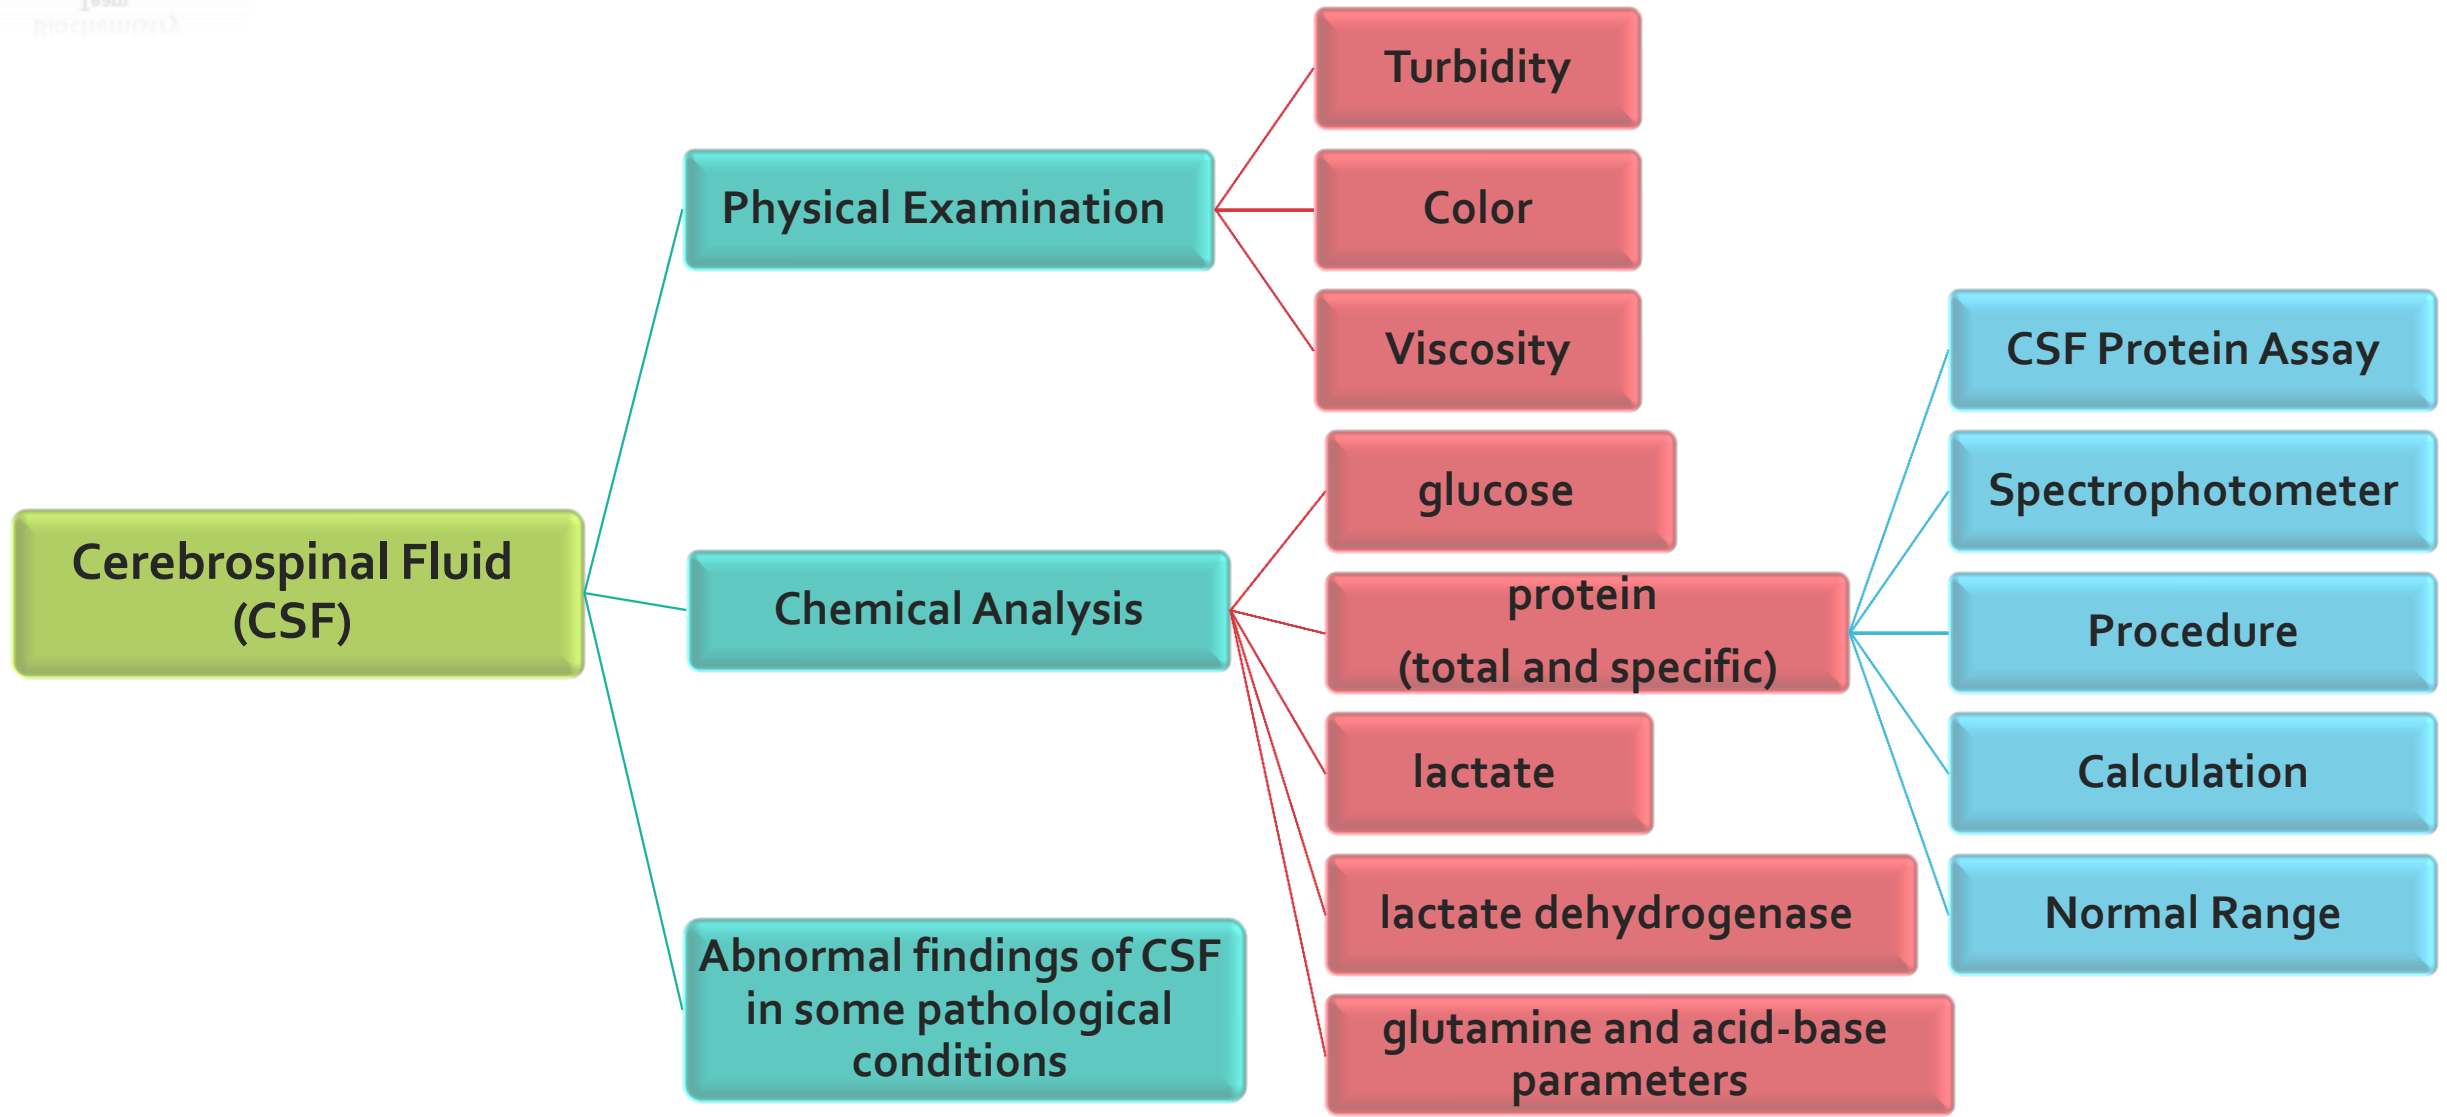 Team
Biochemistry
Turbidity
Physical Examination
Color
Viscosity
CSF Protein Assay
glucose
Spectrophotometer
Cerebrospinal Fluid
(CSF)
Chemical Analysis
protein
(total and specific)
Procedure
lactate
Calculation
lactate dehydrogenase
Normal Range
Abnormal findings of CSF
in some pathological
conditions
glutamine and acid-base
parameters